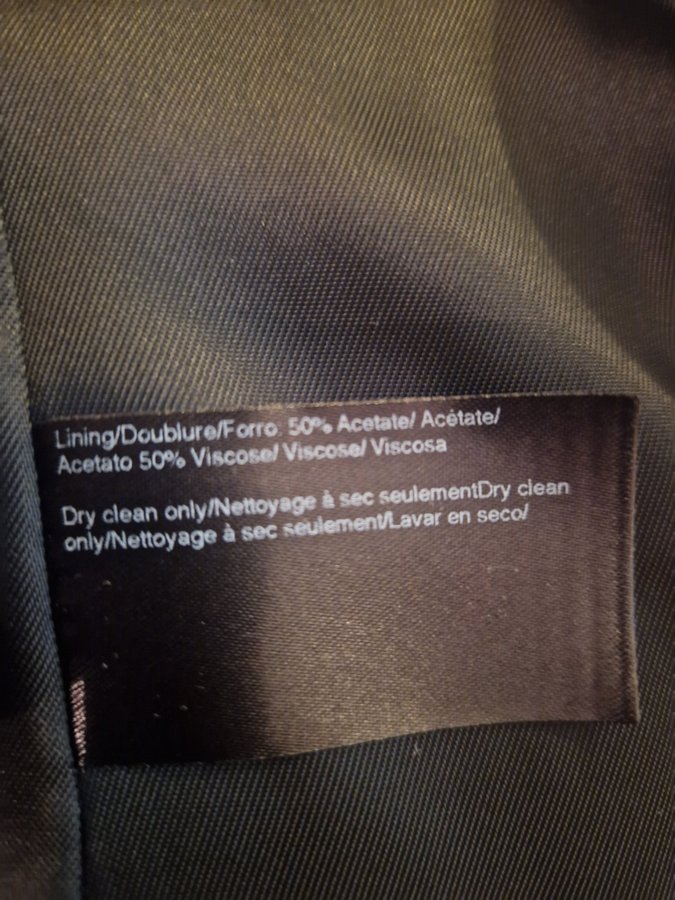 Lining/Doublure/Forro 50% Acetate/ Acétate/
Acetato 50% Viscose/ Viscose/ Viscosa
Dry clean only/Nettoyage à sec seulementDry clean
only/Nettoyage à sec seulement/Lavar en seco/